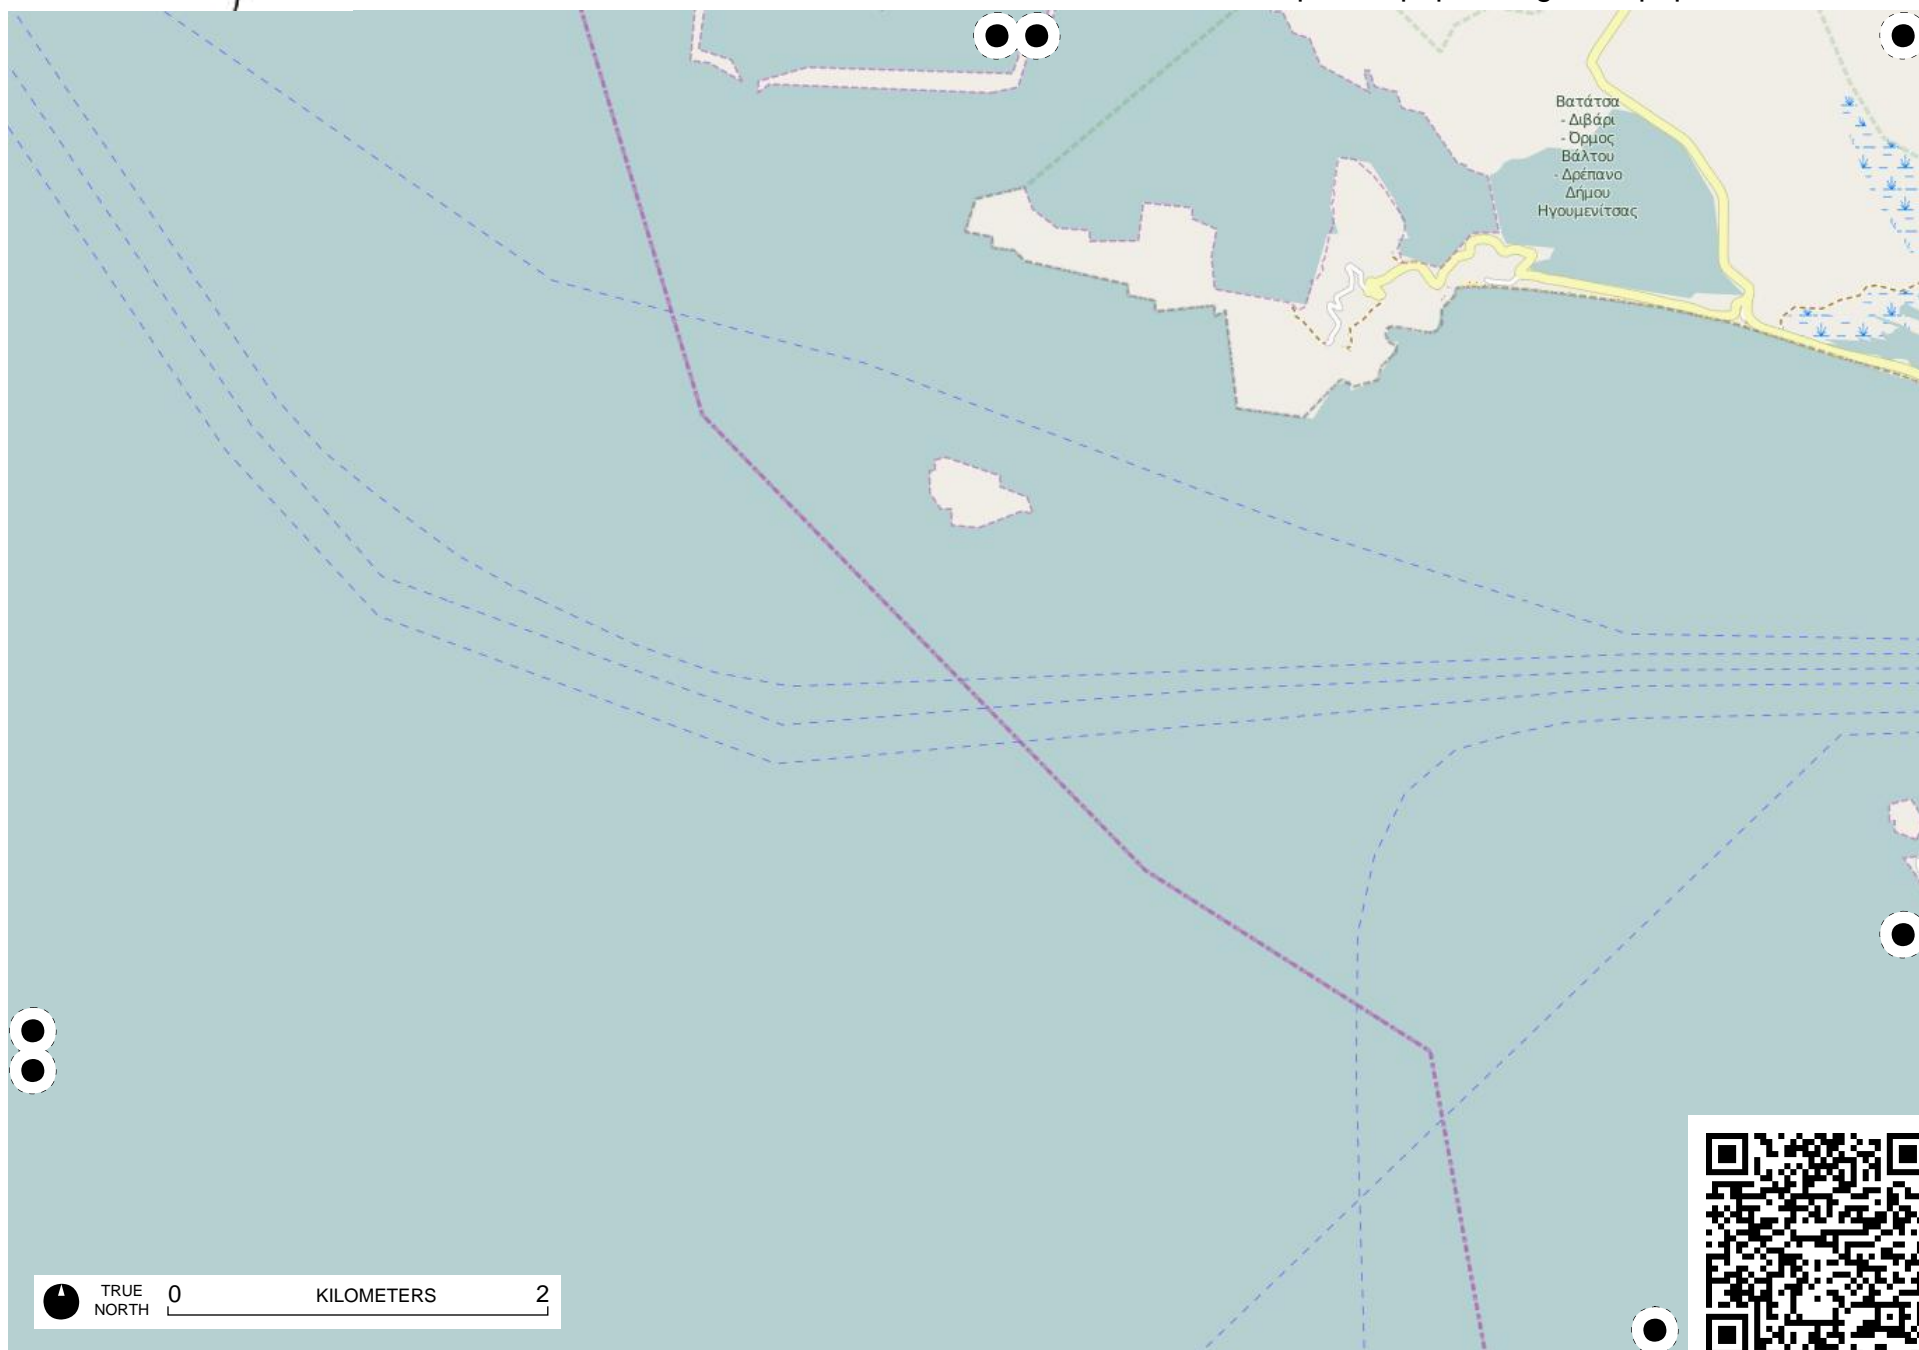 Βατάτσα
- Διβάρι
- Όρμος
Βάλτου
- Δρέπανο
Δήμου
Ηγουμενίτσας
TRUE
NORTH
0 KILOMETERS 2